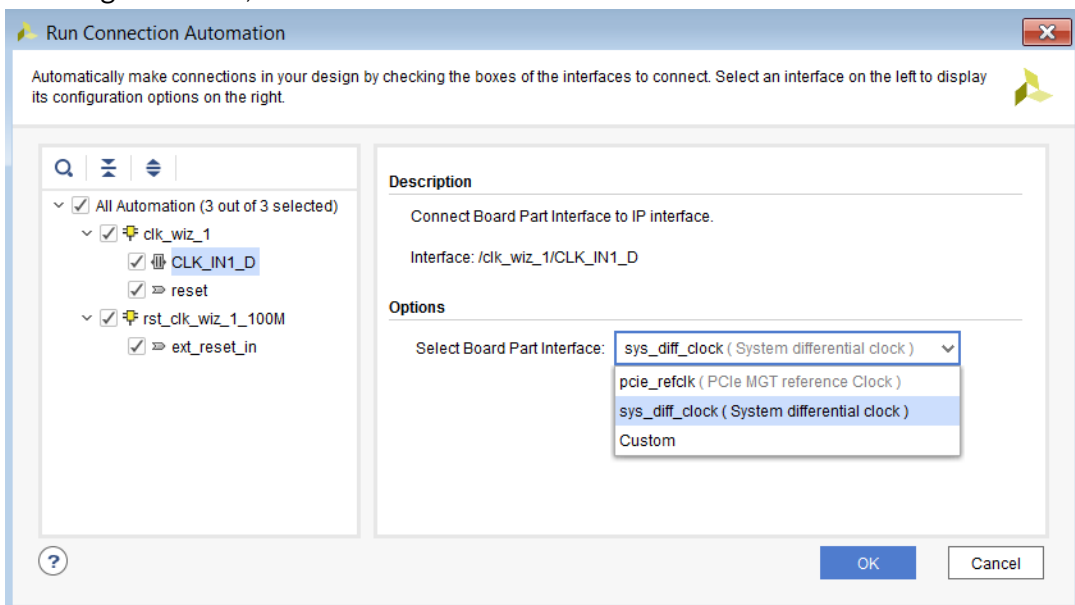 Run Connection Automation
Automatically make connections in your design by checking the boxes of the interfaces to connect. Select an interface on the left to display
its configuration options on the right.
All Automation (3 out of 3 selected)
clk_wiz_1
CLK_IN1_D
reset
rst_clk_wiz_1_100M
ext_reset_in
Description
Connect Board Part Interface to IP interface.
Interface: /clk_wiz_1/CLK_IN1_D
Options
Select Board Part Interface: sys_diff_clock ( System differential clock )
pcie_refclk ( PCIe MGT reference Clock )
sys_diff_clock ( System differential clock )
Custom
?
OK Cancel